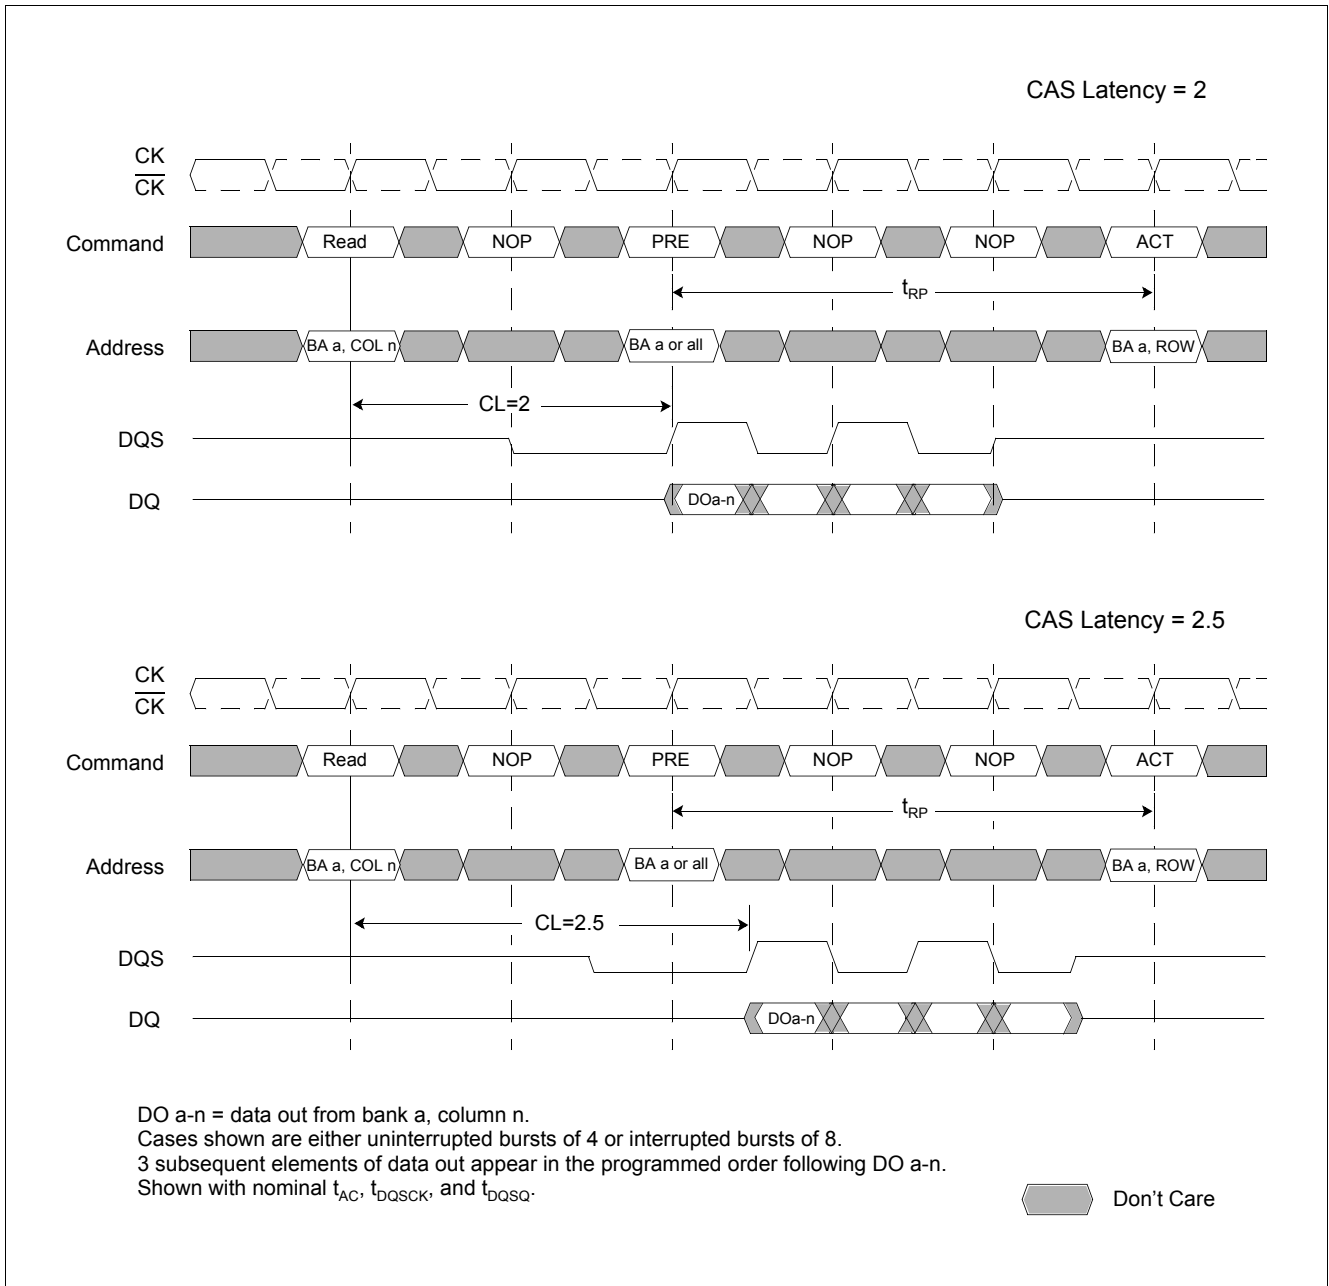 CAS Latency = 2
CK
CK
Command
Read NOP PRE NOP NOP ACT
tRP
Address
BA a, COL n BA a or all BA a, ROW
CL=2
DQS
DQ
DOa-n
CAS Latency = 2.5
CK
CK
Command
Read NOP PRE NOP NOP ACT
tRP
Address
BA a, COL n BA a or all BA a, ROW
CL=2.5
DQS
DQ
DOa-n
DO a-n = data out from bank a, column n.
Cases shown are either uninterrupted bursts of 4 or interrupted bursts of 8.
3 subsequent elements of data out appear in the programmed order following DO a-n.
Shown with nominal tAC, tDQSCK, and tDQSQ.
Don't Care